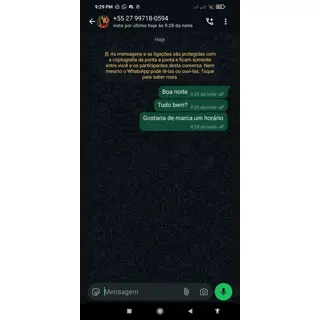 9:29 PM
+55 27 99718-0594
visto por último hoje às 9:28 da noite
Hoje
As mensagens e as ligações são protegidas com
a criptografia de ponta a ponta e ficam somente
entre você e os participantes desta conversa. Nem
mesmo o WhatsApp pode lê-las ou ouvi-las. Toque
para saber mais.
Boa noite
9:29 da noite
Tudo bem?
9:29 da noite
Gostaria de marca um horário
9:29 da noite
Mensagem